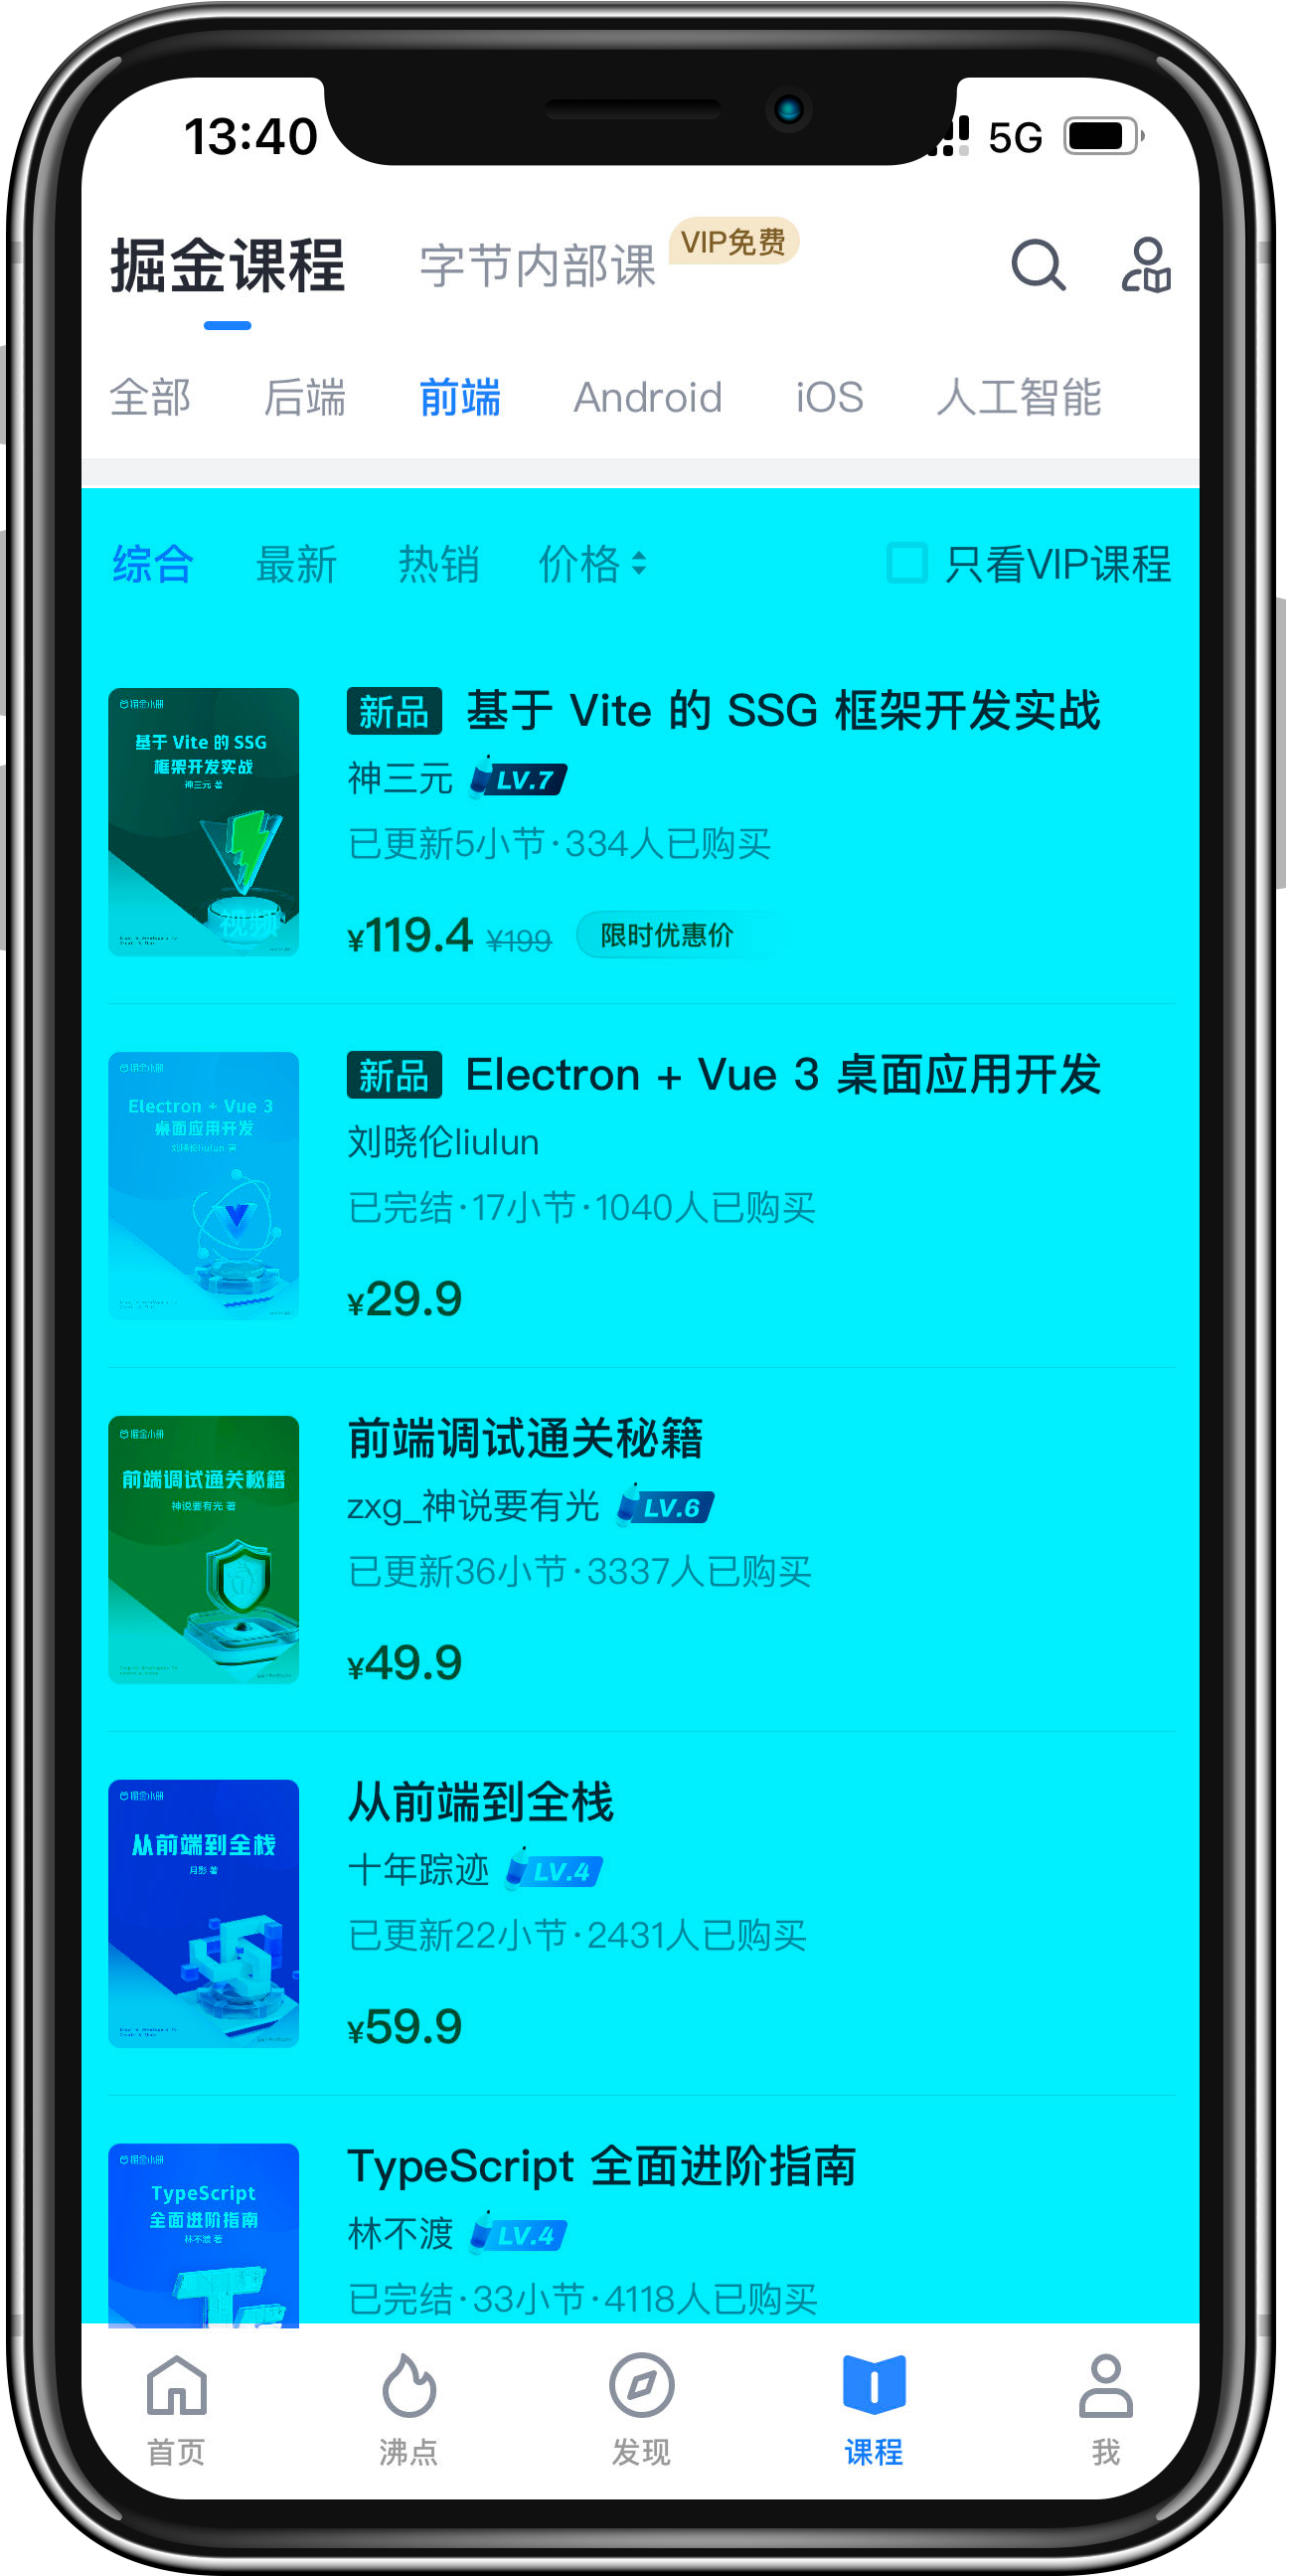 13:40 5G
掘金课程 字节内部课 VIP免费
全部 后端 前端 Android iOS 人工智能
综合 最新 热销 价格 只看VIP课程
掘金小册
基于 Vite 的 SSG
框架开发实战
神三元 著
视频
新品 基于 Vite 的 SSG 框架开发实战
神三元 LV.7
已更新5小节·334人已购买
¥119.4 ¥199 限时优惠价
掘金小册
Electron + Vue 3
桌面应用开发
刘晓伦liulun 著
新品 Electron + Vue 3 桌面应用开发
刘晓伦liulun
已完结·17小节·1040人已购买
¥29.9
掘金小册
前端调试通关秘籍
神说要有光 著
前端调试通关秘籍
zxg_神说要有光 LV.6
已更新36小节·3337人已购买
¥49.9
掘金小册
从前端到全栈
月影 著
从前端到全栈
十年踪迹 LV.4
已更新22小节·2431人已购买
¥59.9
掘金小册
TypeScript
全面进阶指南
林不渡 著
TypeScript 全面进阶指南
林不渡 LV.4
已完结·33小节·4118人已购买
首页 沸点 发现 课程 我